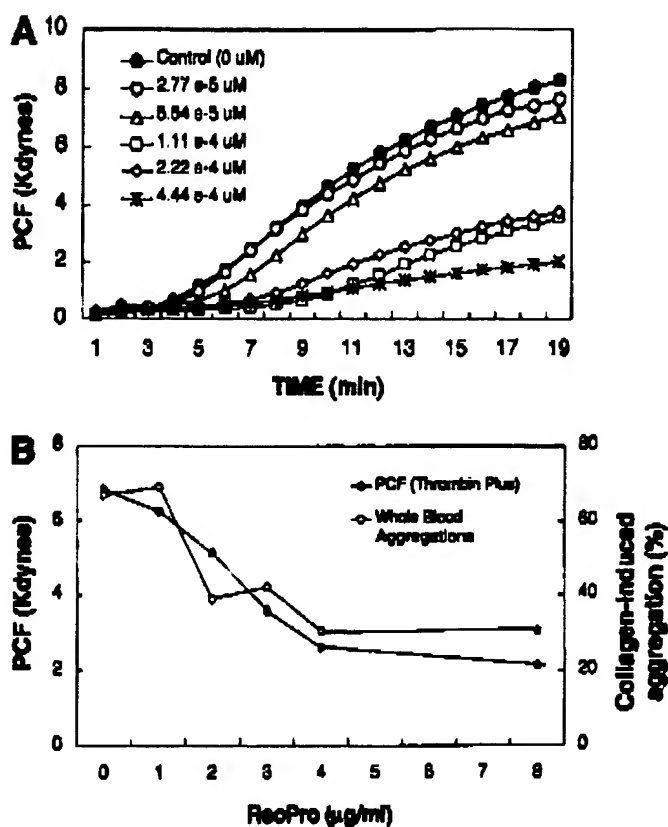 A
PCF (Kdynes)
10
8
6
4
2
0
Control (0 uM)
2.77 e-5 uM
5.54 e-5 uM
1.11 e-4 uM
2.22 e-4 uM
4.44 e-4 uM
1 3 5 7 9 11 13 15 17 19
TIME (min)
B
PCF (Kdynes)
8
6
4
2
0
PCF (Thrombin Plus)
Whole Blood
Aggregations
80
60
40
20
0
Collagen-induced
aggregation (%)
0 1 2 3 4 5 6 7 8
ReoPro (µg/ml)